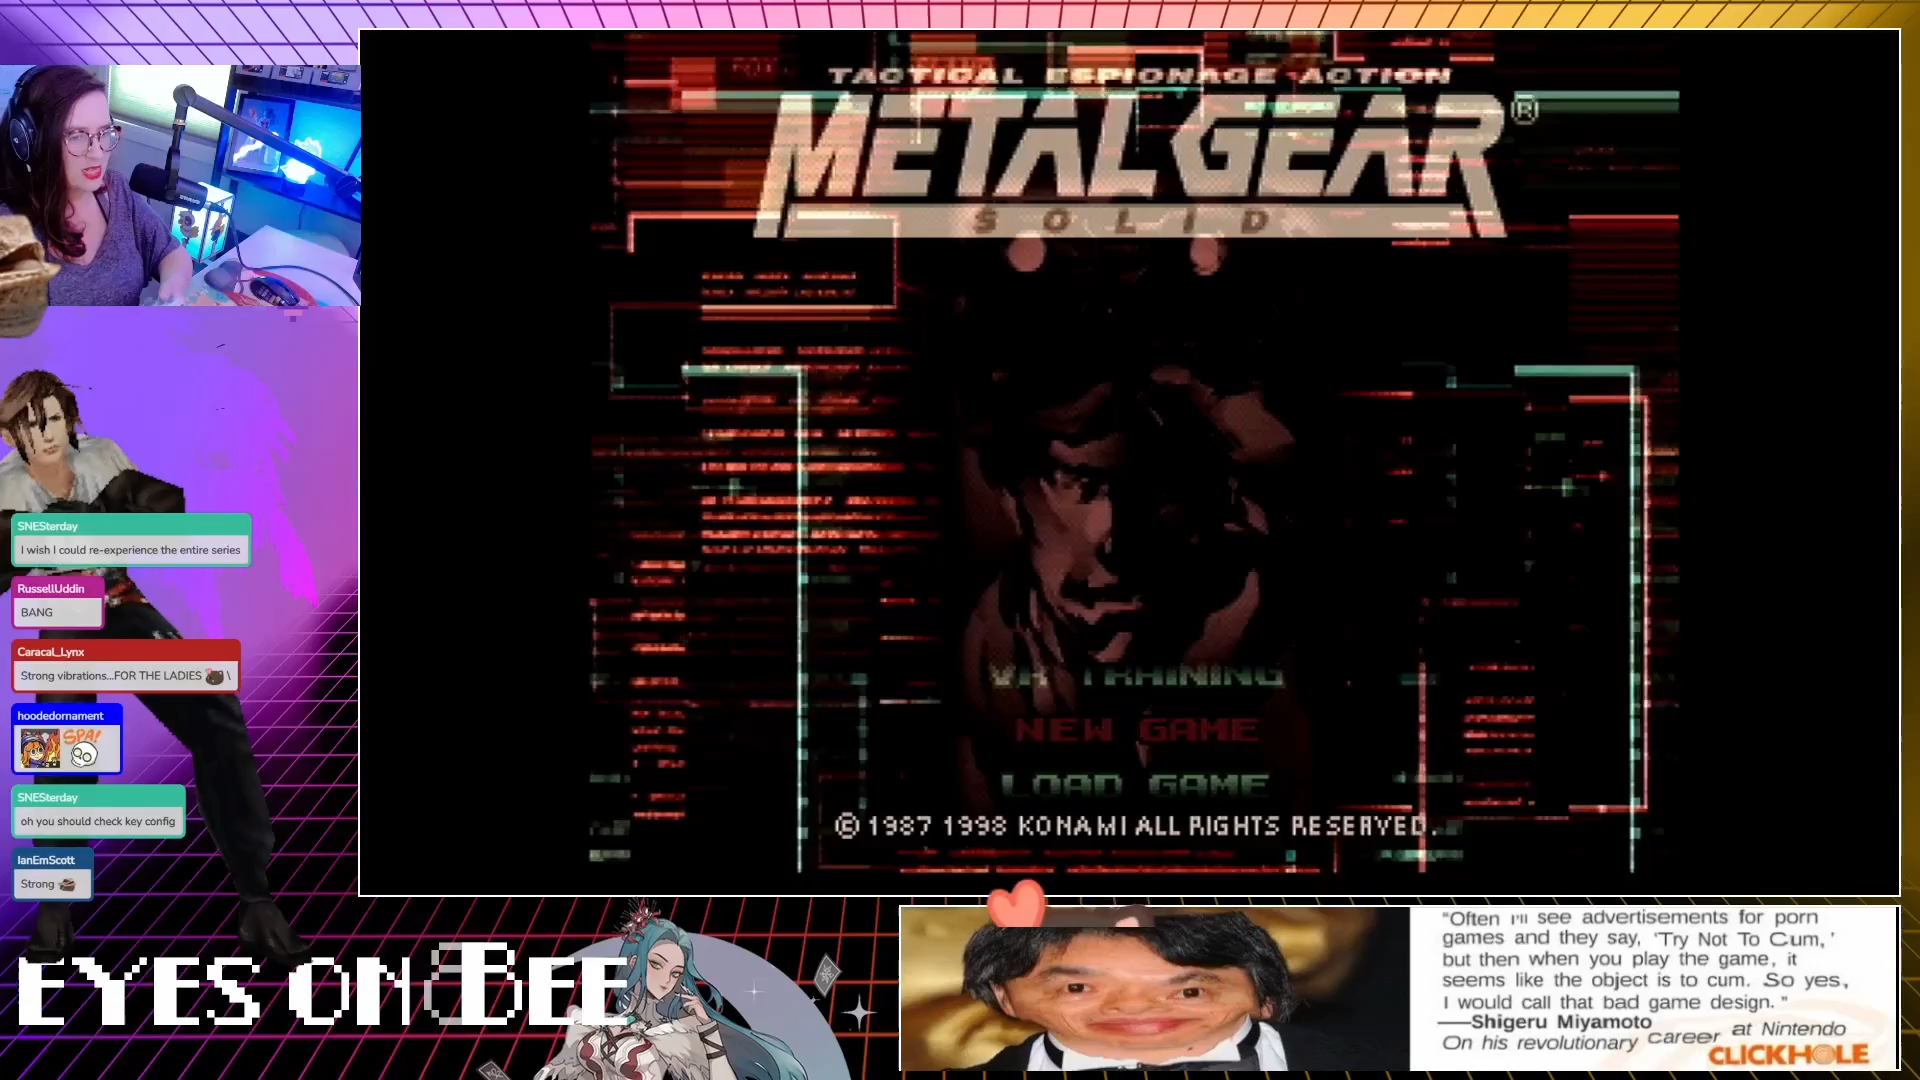 TACTICAL ESPIONAGE ACTION
METAL GEAR®
SOLID
VR TRAINING
NEW GAME
LOAD GAME
© 1987 1998 KONAMI ALL RIGHTS RESERVED.
SNESterday
I wish I could re-experience the entire series
RussellUddin
BANG
Caracal_Lynx
Strong vibrations...FOR THE LADIES \
hoodedornament
SPA!
SNESterday
oh you should check key config
IanEmScott
Strong
EYES ON BEE
"Often I'll see advertisements for porn
games and they say, 'Try Not To Cum,'
but then when you play the game, it
seems like the object is to cum. So yes,
I would call that bad game design."
—Shigeru Miyamoto
On his revolutionary career at Nintendo
CLICKHOLE